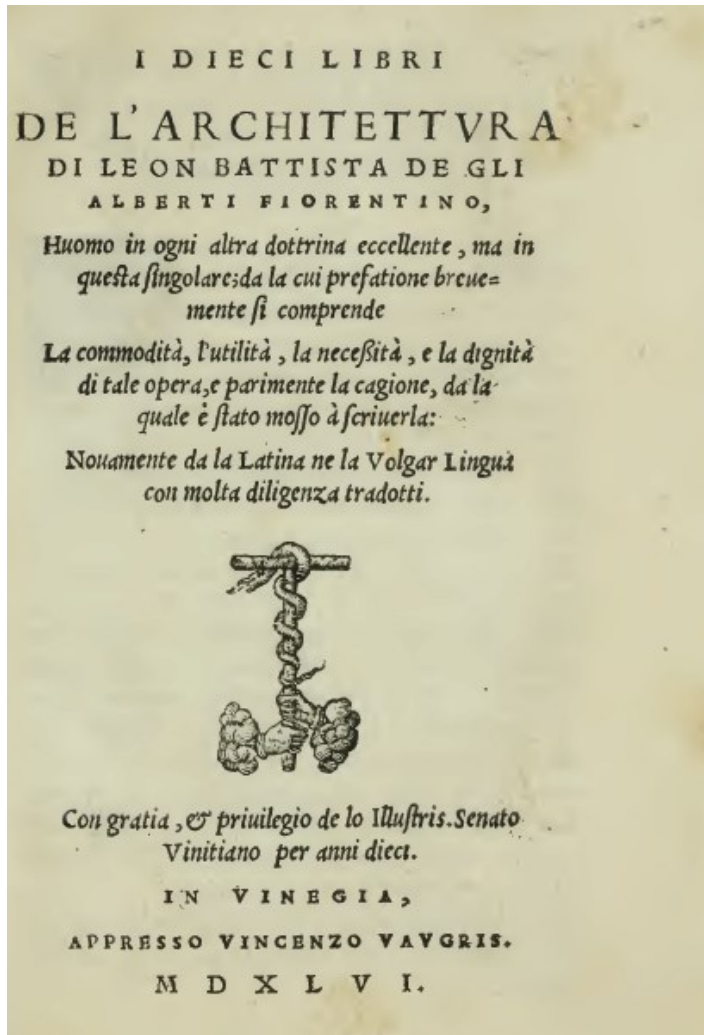 I DIECI LIBRI
DE L'ARCHITETTVRA
DI LEON BATTISTA DE GLI
ALBERTI FIORENTINO,
Huomo in ogni altra dottrina eccellente, ma in
questa singolare; da la cui prefatione breue=
mente si comprende
La commodità, l'utilità, la neceßità, e la dignità
di tale opera, e parimente la cagione, da la
quale è stato mosso à scriuerla:
Nouamente da la Latina ne la Volgar Lingua
con molta diligenza tradotti.
Con gratia, & priuilegio de lo Illustris. Senato
Vinitiano per anni dieci.
IN VINEGIA,
APPRESSO VINCENZO VAVGRIS.
MDXLVI.